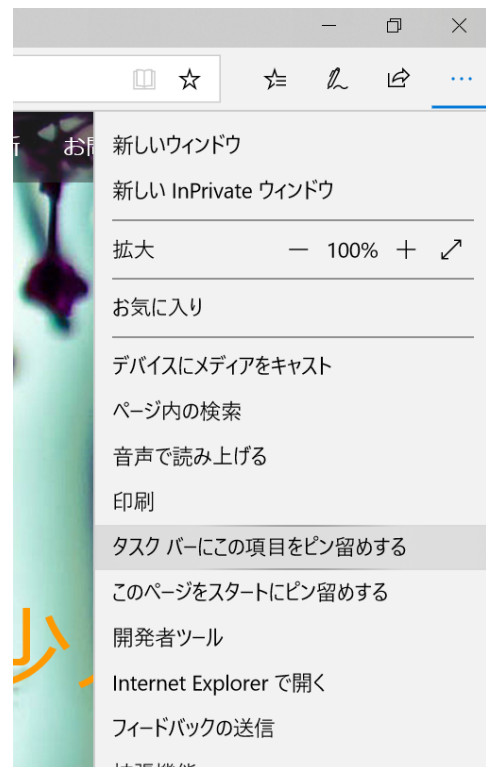 お
新しいウィンドウ
新しい InPrivate ウィンドウ
拡大 — 100% +
お気に入り
デバイスにメディアをキャスト
ページ内の検索
音声で読み上げる
印刷
タスク バーにこの項目をピン留めする
このページをスタートにピン留めする
開発者ツール
Internet Explorer で開く
フィードバックの送信